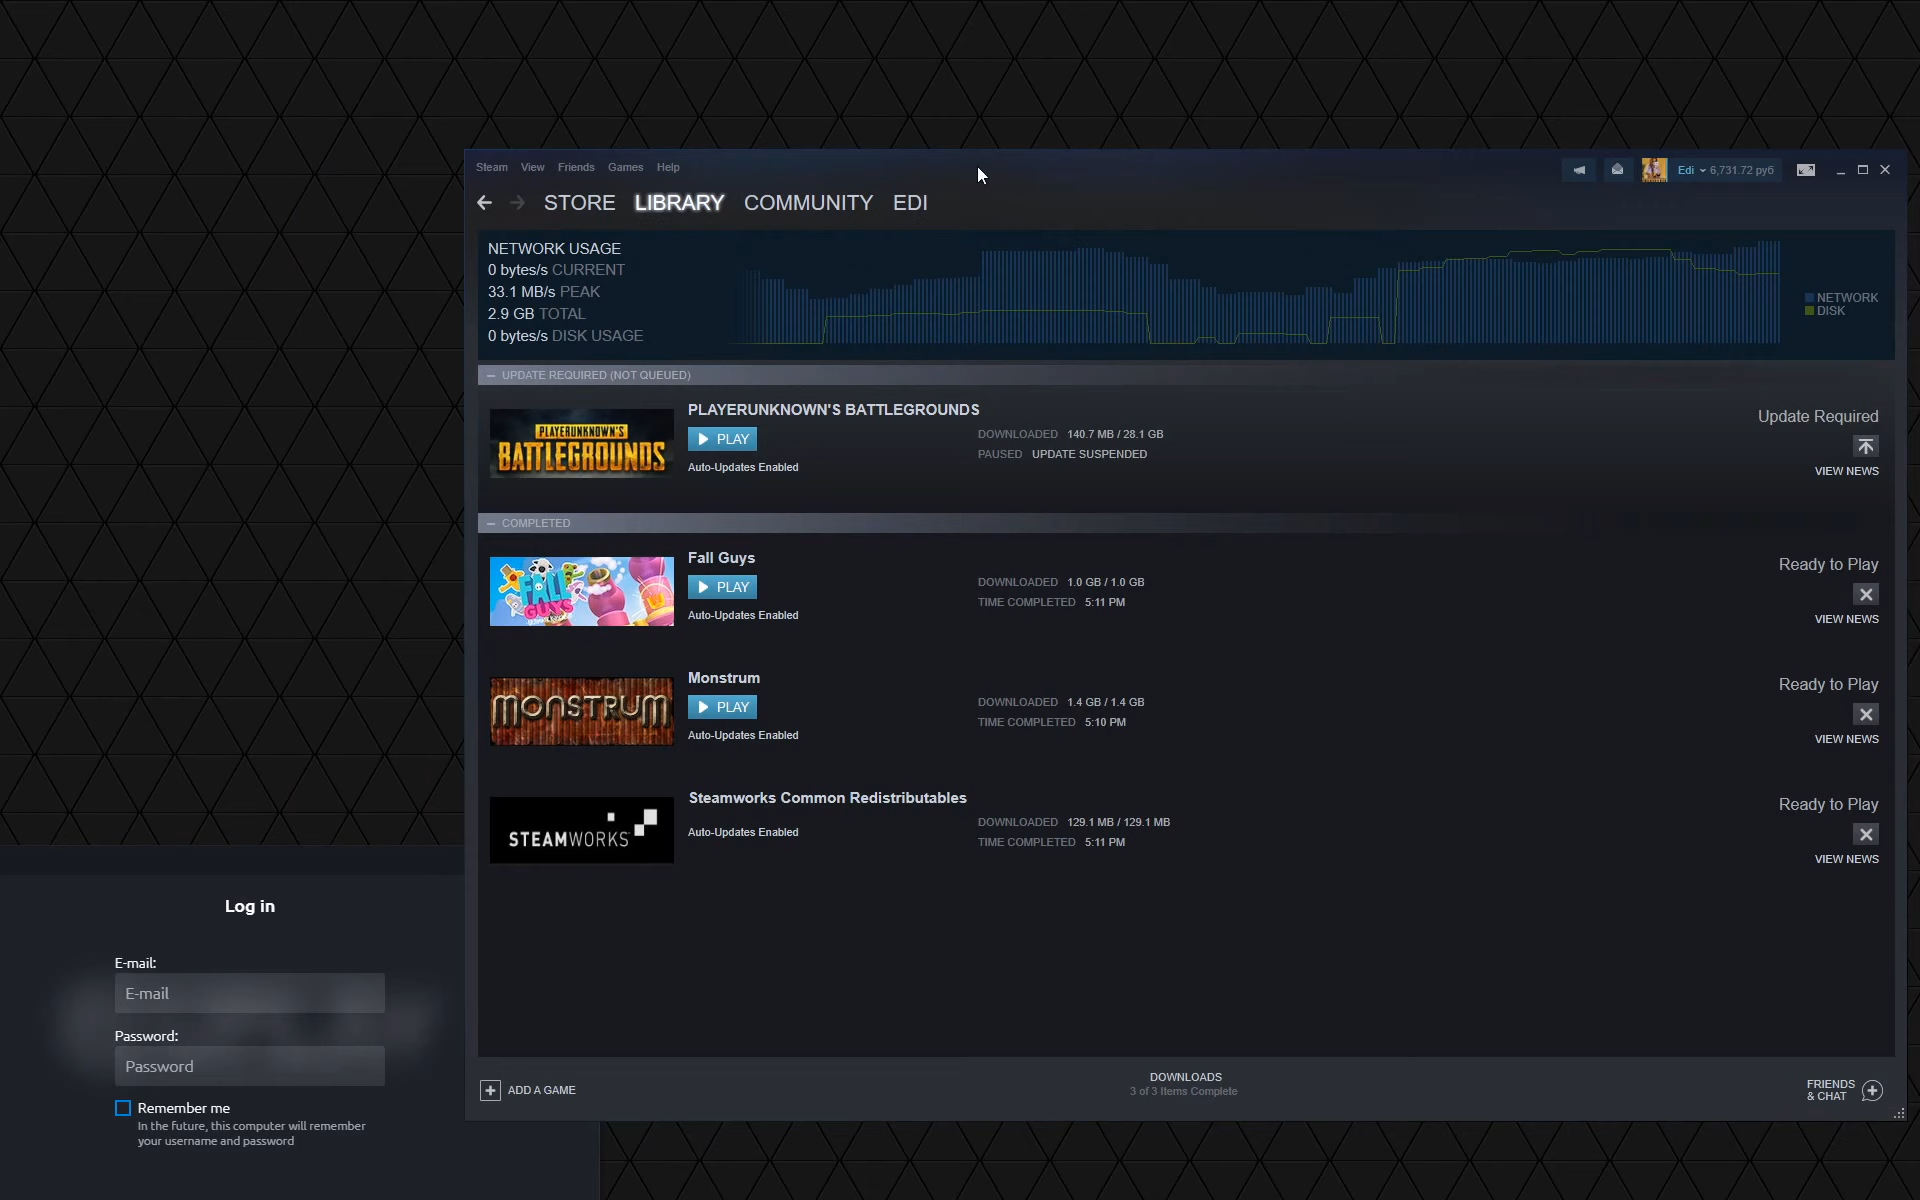 Steam View Friends Games Help
Edi 6,731.72 pуб
STORE LIBRARY COMMUNITY EDI
NETWORK USAGE
0 bytes/s CURRENT
33.1 MB/s PEAK
2.9 GB TOTAL
0 bytes/s DISK USAGE
NETWORK
DISK
UPDATE REQUIRED (NOT QUEUED)
PLAYERUNKNOWN'S
BATTLEGROUNDS
PLAYERUNKNOWN'S BATTLEGROUNDS
PLAY
Auto-Updates Enabled
DOWNLOADED 140.7 MB / 28.1 GB
PAUSED UPDATE SUSPENDED
Update Required
VIEW NEWS
COMPLETED
FALL
GUYS
Fall Guys
PLAY
Auto-Updates Enabled
DOWNLOADED 1.0 GB / 1.0 GB
TIME COMPLETED 5:11 PM
Ready to Play
VIEW NEWS
MONSTRUM
Monstrum
PLAY
Auto-Updates Enabled
DOWNLOADED 1.4 GB / 1.4 GB
TIME COMPLETED 5:10 PM
Ready to Play
VIEW NEWS
STEAMWORKS
Steamworks Common Redistributables
Auto-Updates Enabled
DOWNLOADED 129.1 MB / 129.1 MB
TIME COMPLETED 5:11 PM
Ready to Play
VIEW NEWS
ADD A GAME
DOWNLOADS
3 of 3 Items Complete
FRIENDS
& CHAT
Log in
E-mail:
E-mail
Password:
Password
Remember me
In the future, this computer will remember
your username and password